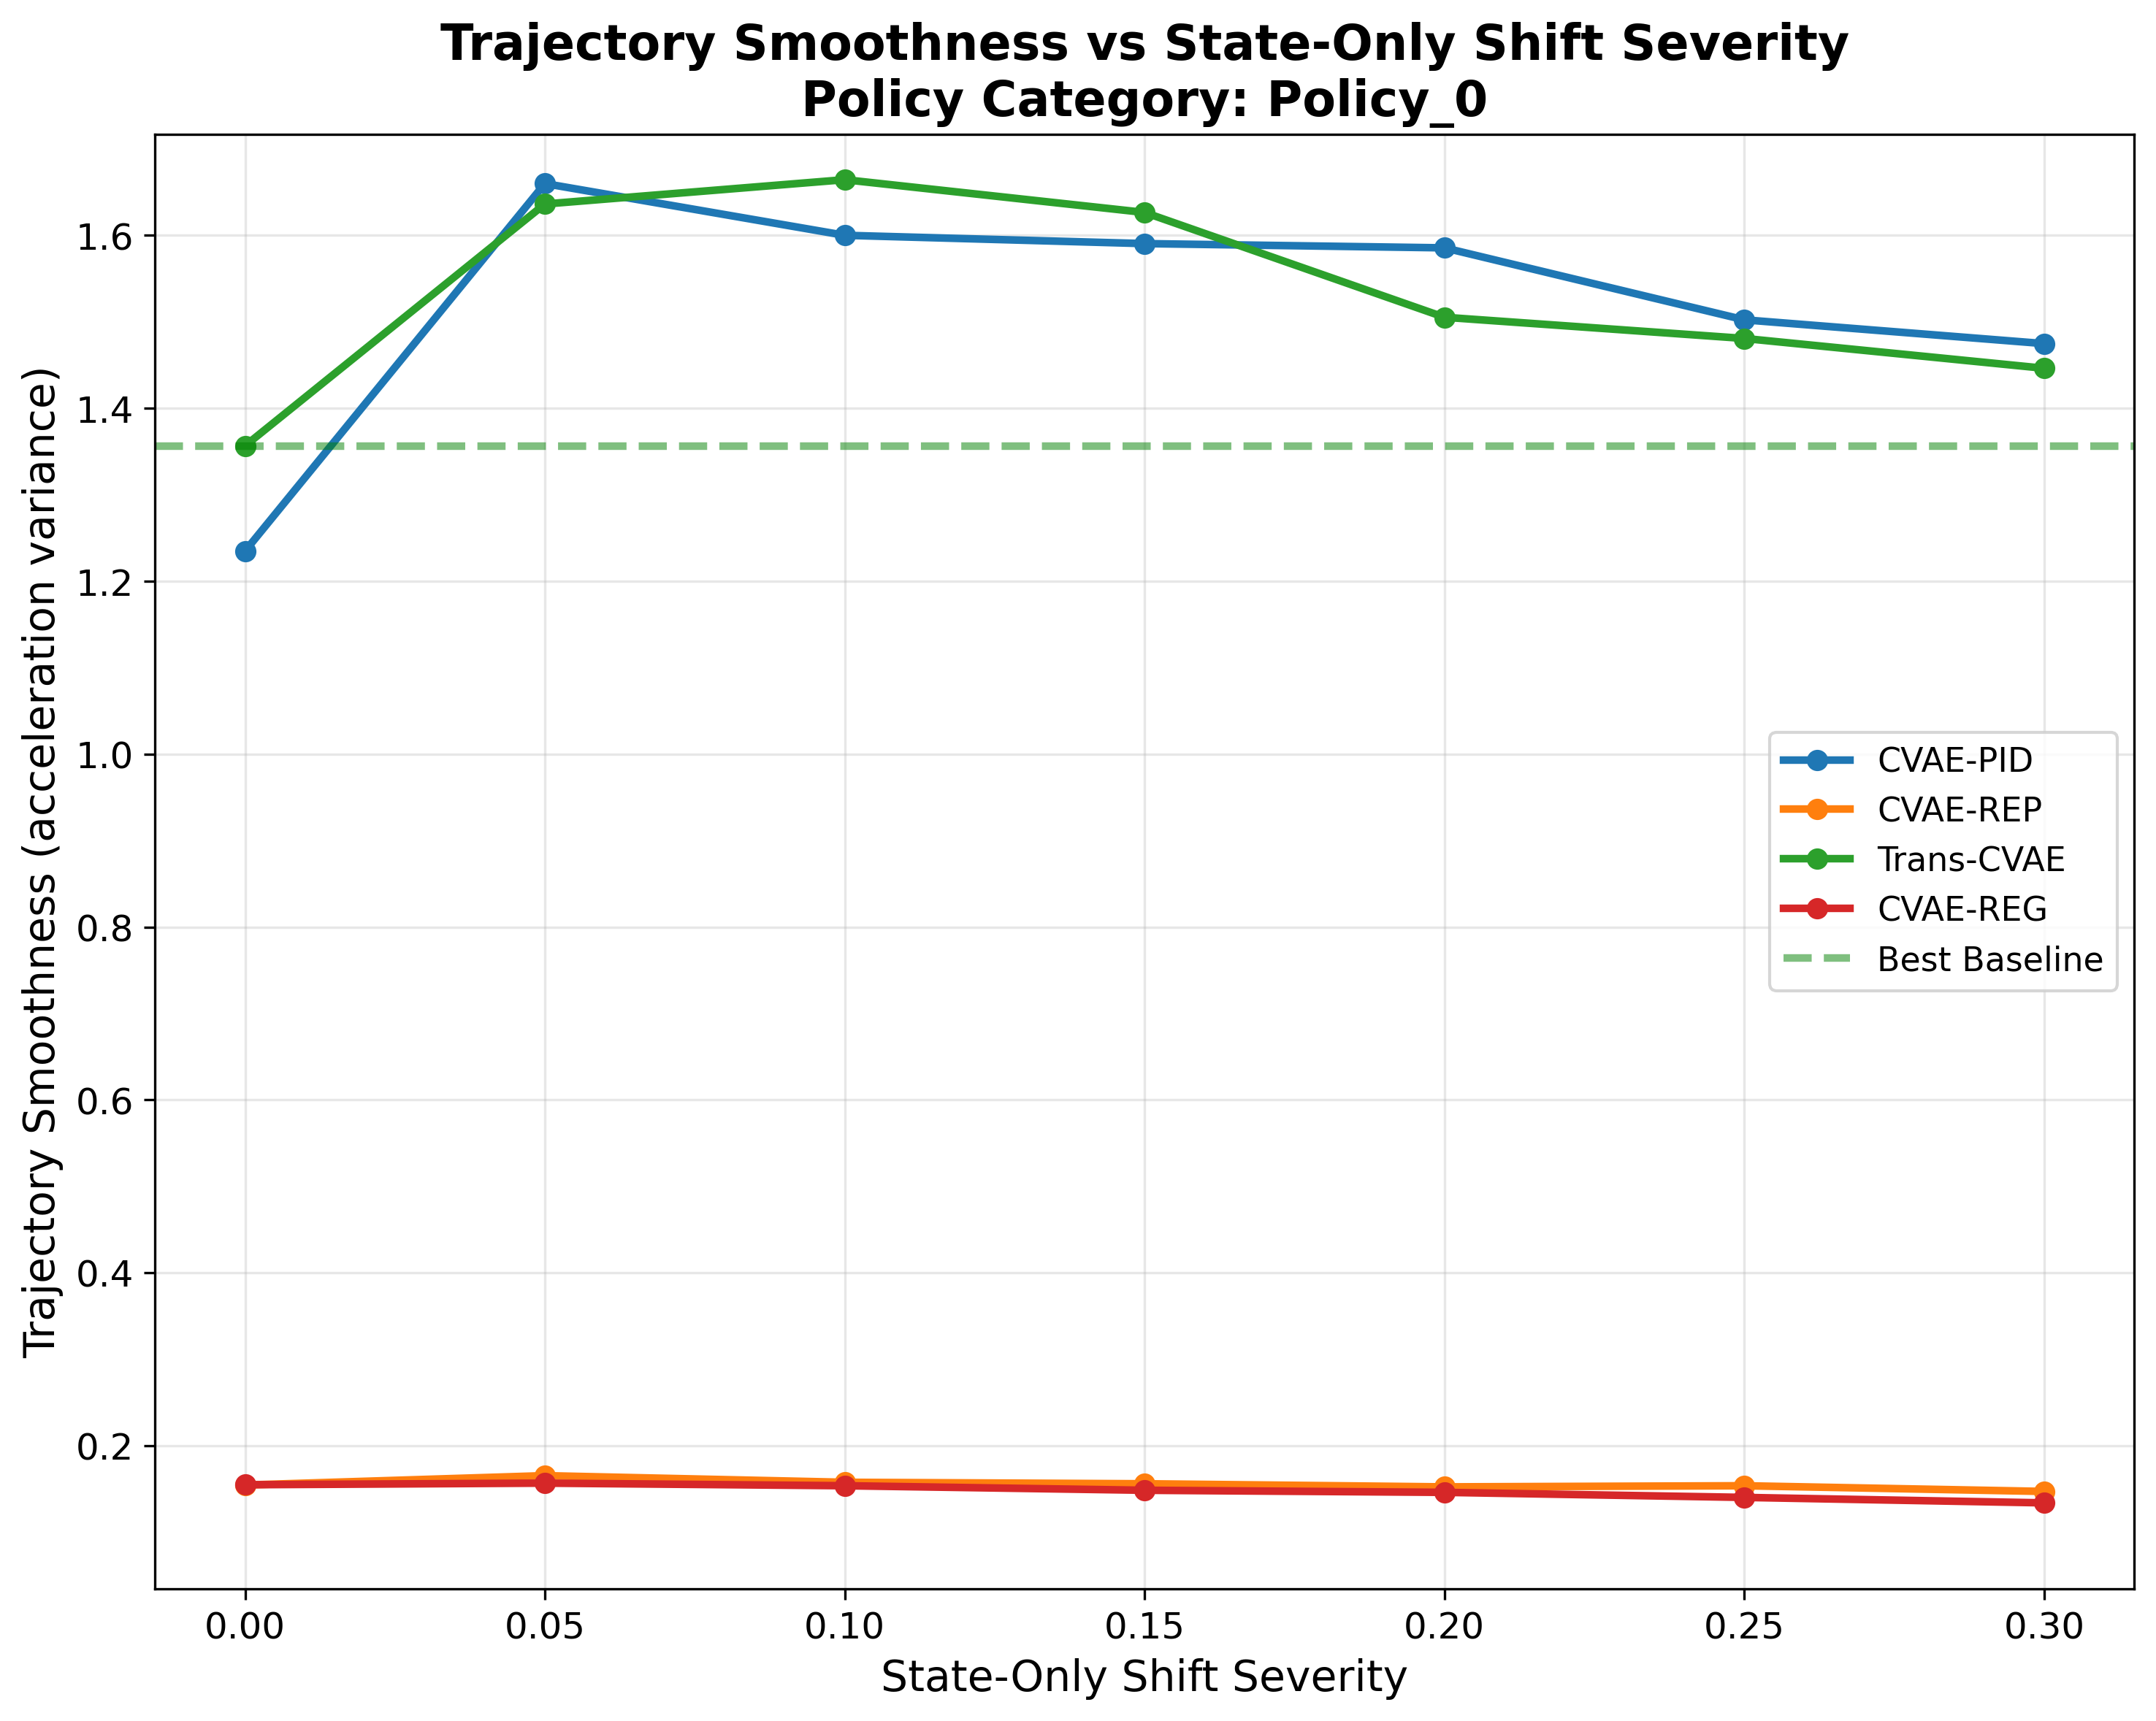 Trajectory Smoothness vs State-Only Shift Severity
Policy Category: Policy_0
Trajectory Smoothness (acceleration variance)
1.6
1.4
1.2
1.0
0.8
0.6
0.4
0.2
CVAE-PID
CVAE-REP
Trans-CVAE
CVAE-REG
Best Baseline
0.00 0.05 0.10 0.15 0.20 0.25 0.30
State-Only Shift Severity